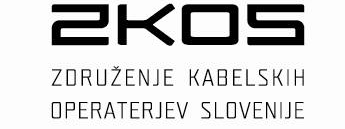 ZKOS
ZDRUŽENJE KABELSKIH
OPERATERJEV SLOVENIJE